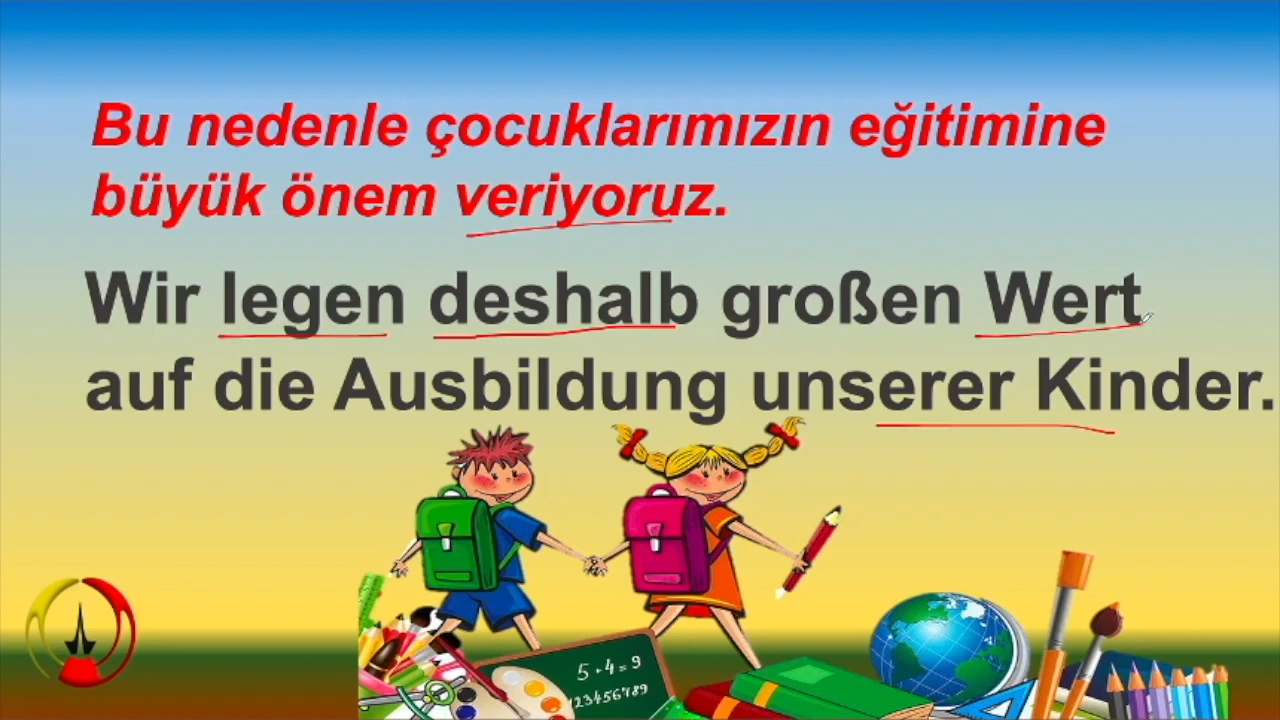 Bu nedenle çocuklarımızın eğitimine
büyük önem veriyoruz.
Wir legen deshalb großen Wert
auf die Ausbildung unserer Kinder.
5+4=9
123456789